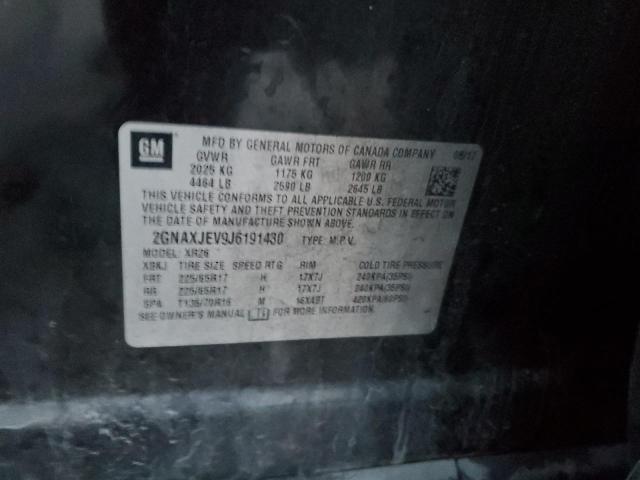 GM
MFD BY GENERAL MOTORS OF CANADA COMPANY 08/17
GVWR GAWR FRT GAWR RR
2025 KG 1175 KG 1200 KG
4464 LB 2590 LB 2645 LB
THIS VEHICLE CONFORMS TO ALL APPLICABLE U.S. FEDERAL MOTOR
VEHICLE SAFETY AND THEFT PREVENTION STANDARDS IN EFFECT ON
THE DATE OF MANUFACTURE SHOWN ABOVE.
2GNAXJEV9J6191430 TYPE: M.P.V.
MODEL: XR26
XBKJ TIRE SIZE SPEED RTG RIM COLD TIRE PRESSURE
FRT 225/65R17 H 17X7J 240KPA(35PSI)
RR 225/65R17 H 17X7J 240KPA(35PSI)
SPA T135/70R16 M 16X4BT 420KPA(60PSI)
SEE OWNER'S MANUAL FOR MORE INFORMATION.